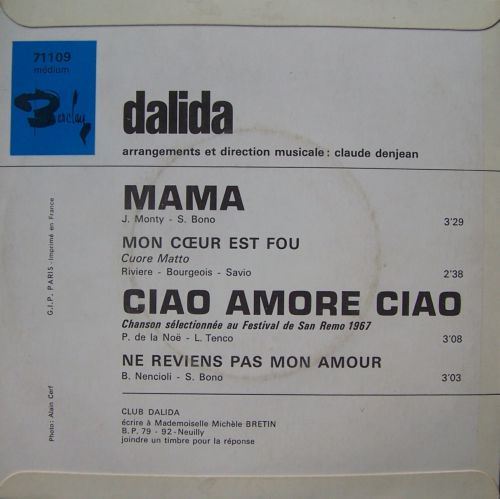 71109
médium
Barclay
dalida
arrangements et direction musicale : claude denjean
MAMA
J. Monty - S. Bono 3'29
MON CŒUR EST FOU
Cuore Matto
Riviere - Bourgeois - Savio 2'38
CIAO AMORE CIAO
Chanson sélectionnée au Festival de San Remo 1967
P. de la Noë - L. Tenco 3'08
NE REVIENS PAS MON AMOUR
B. Nencioli - S. Bono 3'03
CLUB DALIDA
écrire à Mademoiselle Michèle BRETIN
B.P. 79 - 92 - Neuilly
joindre un timbre pour la réponse
G.I.P. PARIS - Imprimé en France
Photo : Alain Cerf